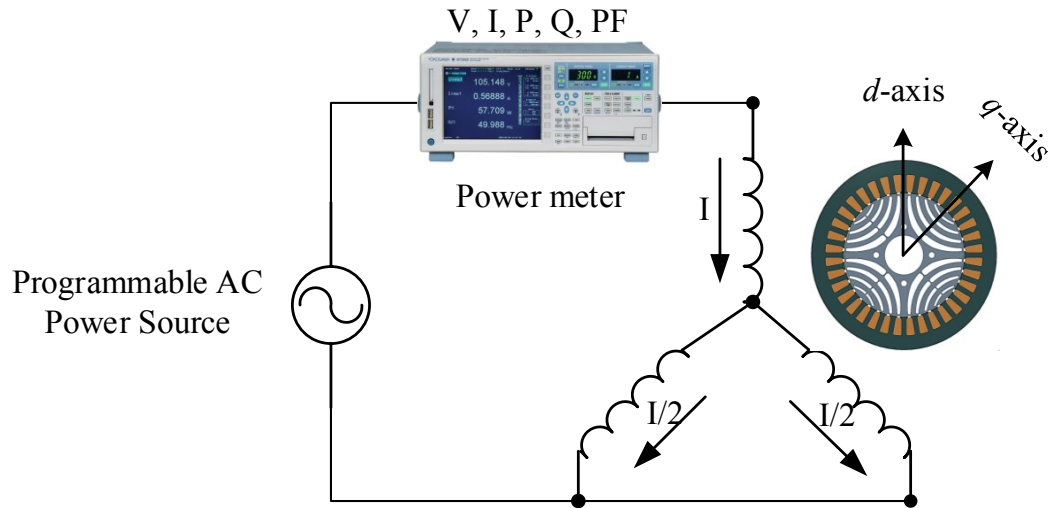 V, I, P, Q, PF
YOKOGAWA
105.148
0.56888
57.709
49.988
300
Power meter
d-axis
q-axis
I
Programmable AC
Power Source
I/2
I/2